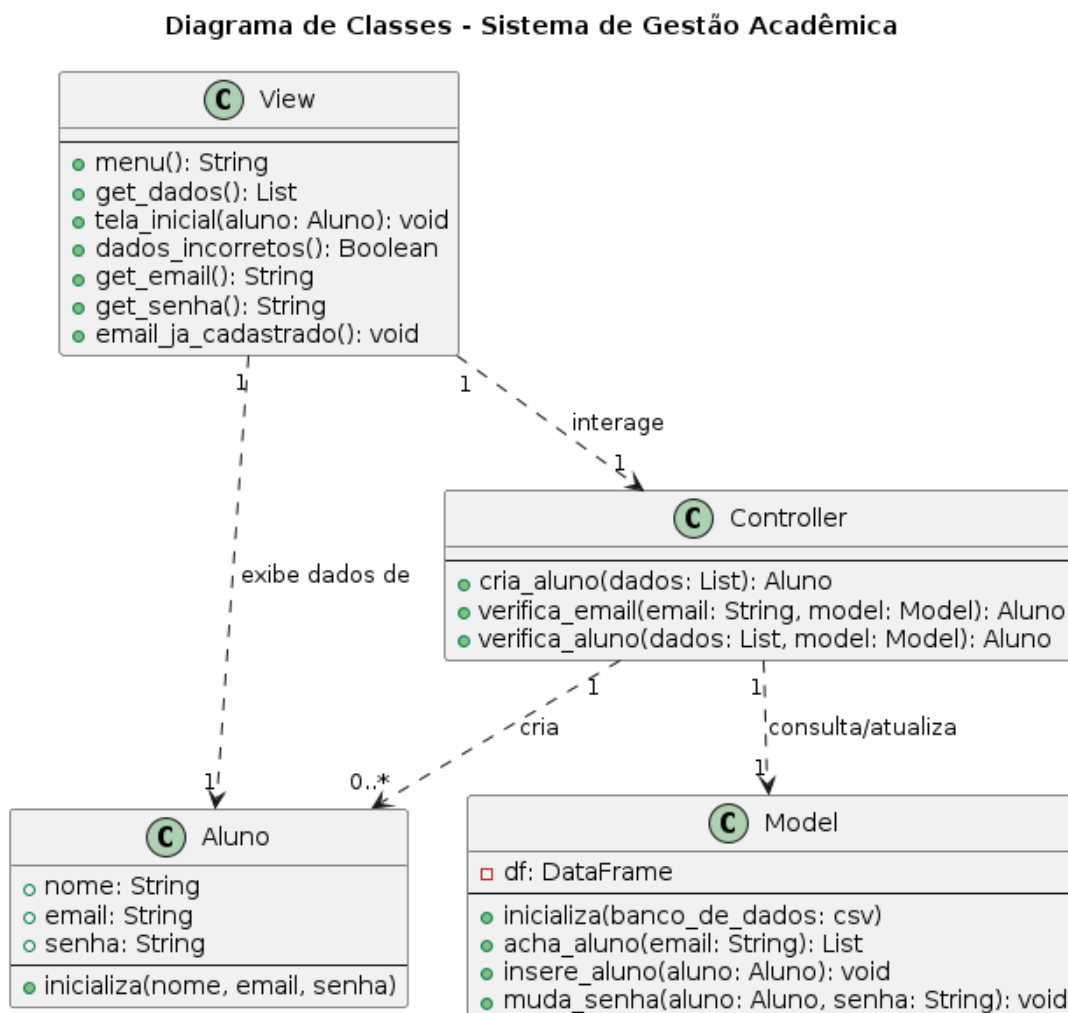 Diagrama de Classes - Sistema de Gestão Acadêmica
C View
menu(): String
get_dados(): List
tela_inicial(aluno: Aluno): void
dados_incorretos(): Boolean
get_email(): String
get_senha(): String
email_ja_cadastrado(): void
1
1
interage
1
C Controller
cria_aluno(dados: List): Aluno
verifica_email(email: String, model: Model): Aluno
verifica_aluno(dados: List, model: Model): Aluno
exibe dados de
1
1
cria
consulta/atualiza
1
0..*
1
C Aluno
nome: String
email: String
senha: String
inicializa(nome, email, senha)
C Model
df: DataFrame
inicializa(banco_de_dados: csv)
acha_aluno(email: String): List
insere_aluno(aluno: Aluno): void
muda_senha(aluno: Aluno, senha: String): void